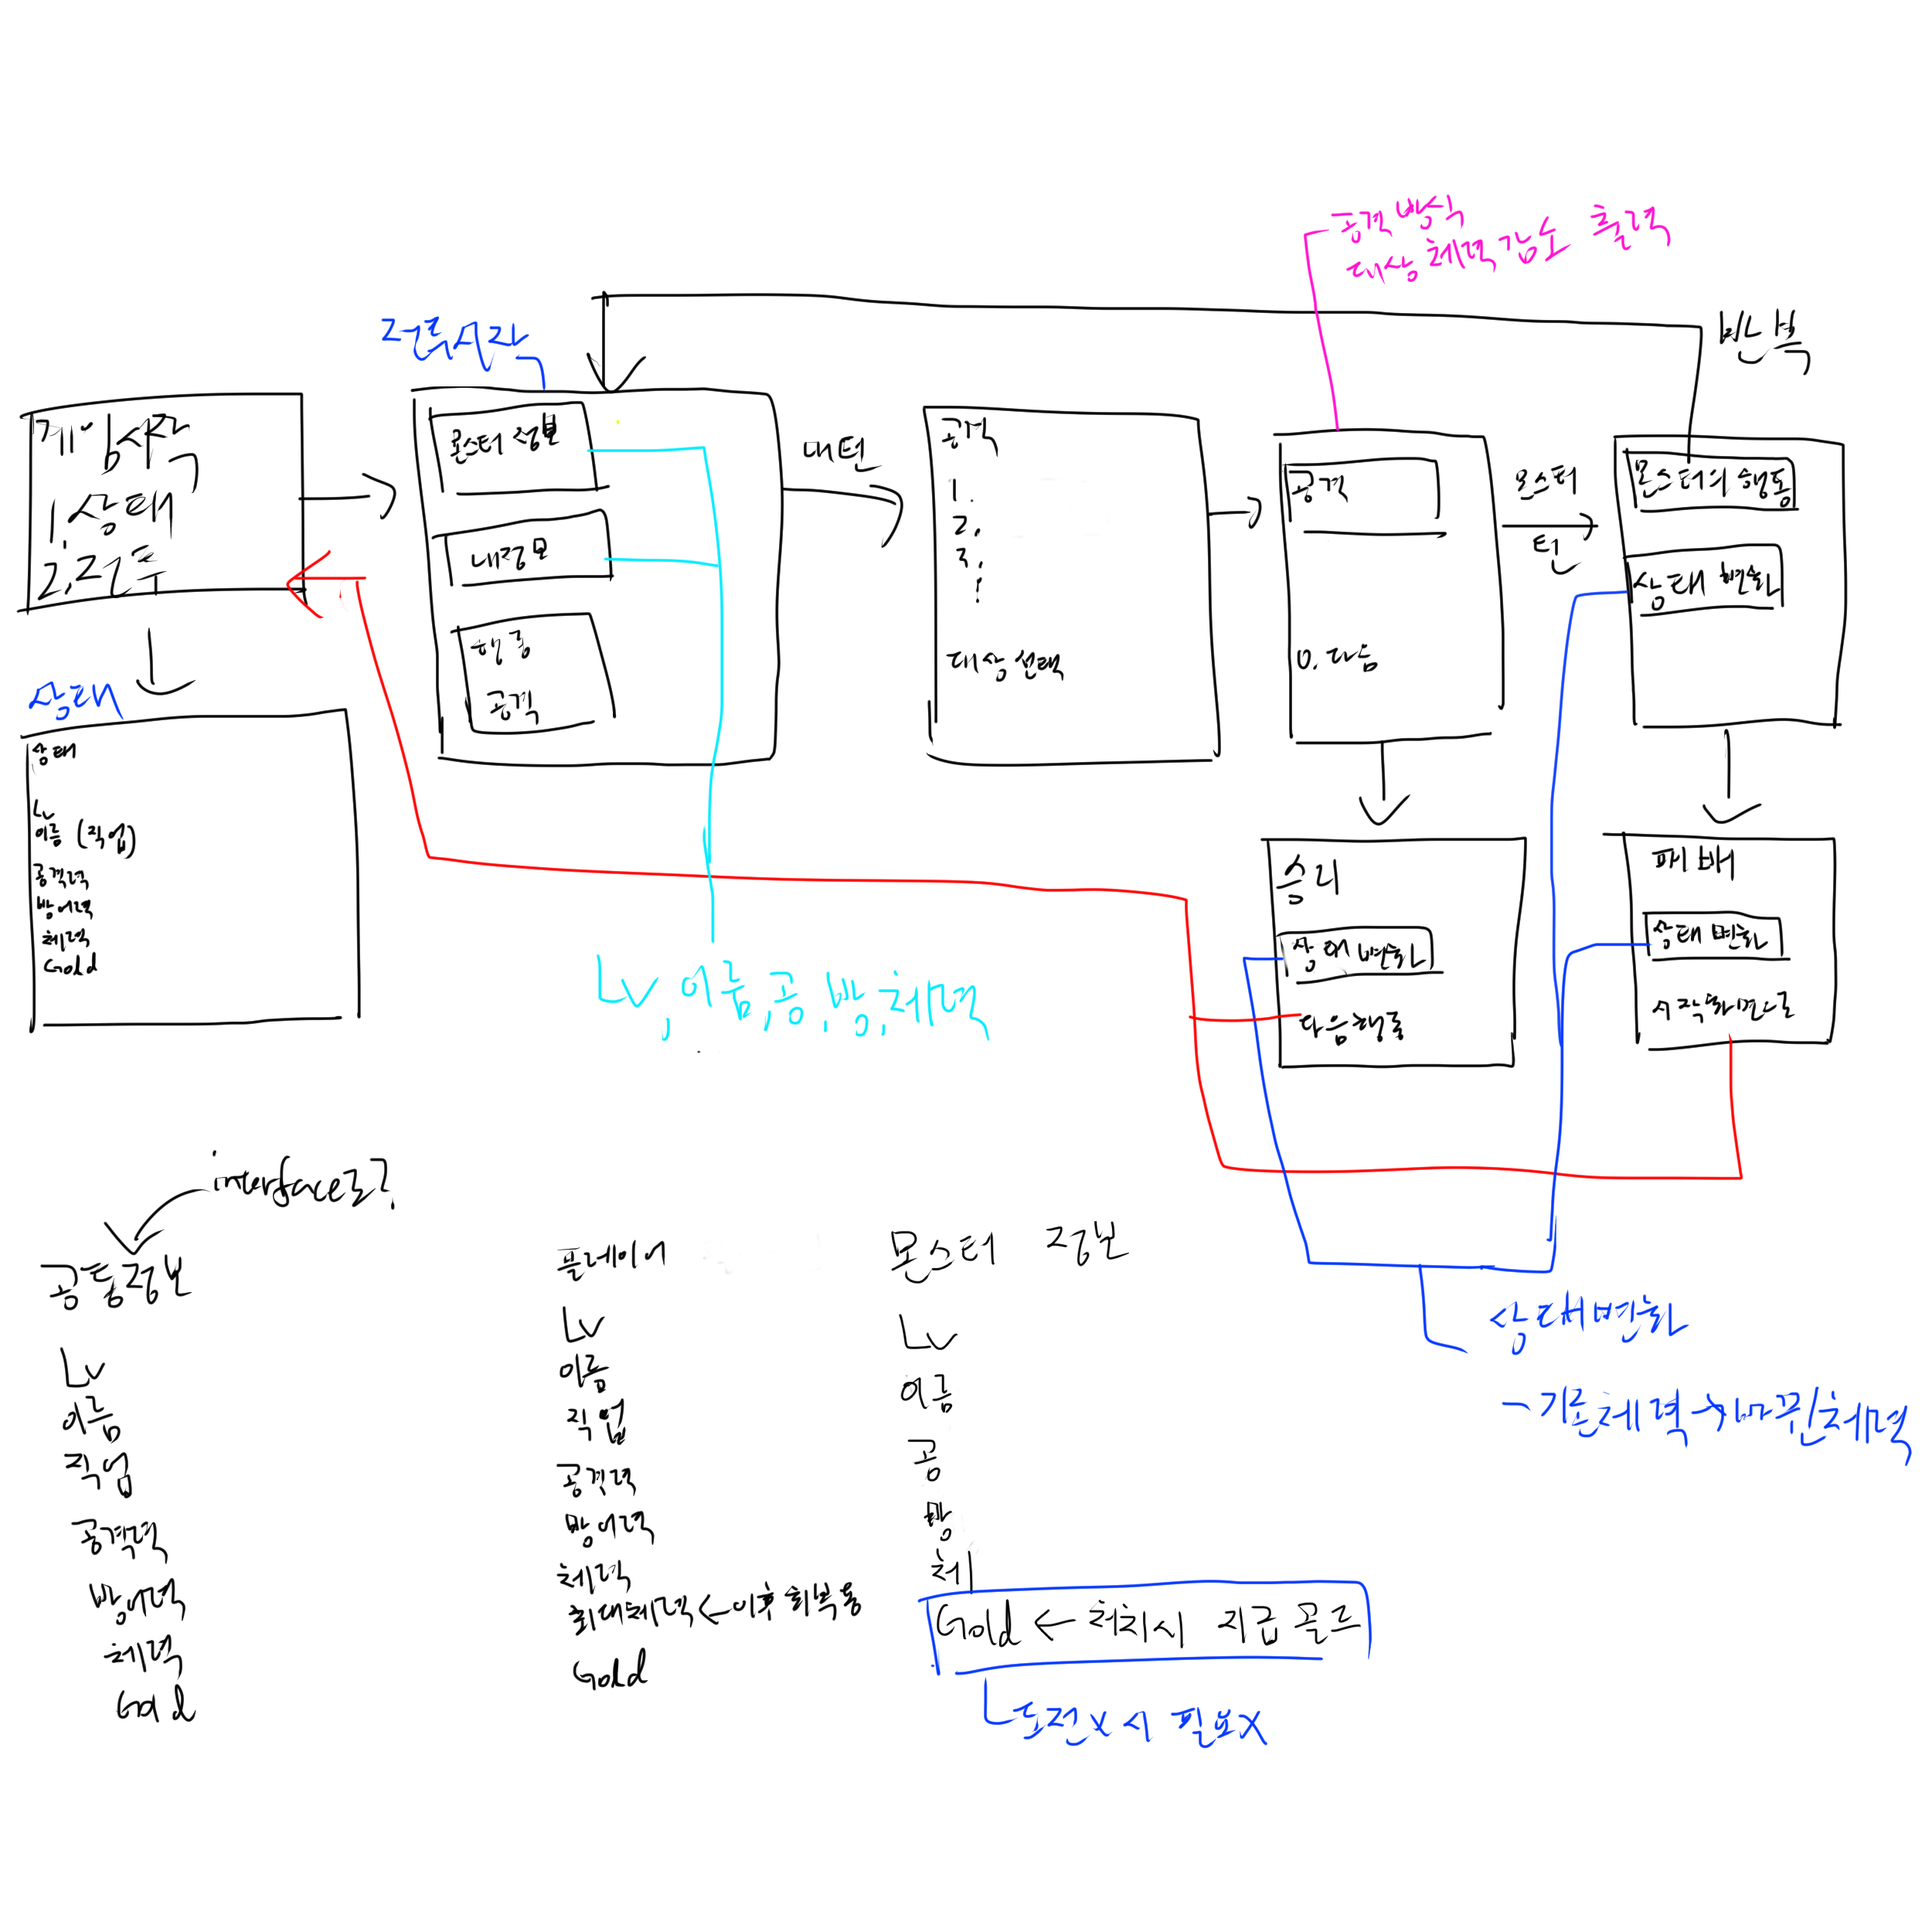 공격 방식
대상 체력 감소 출력
반복
전투시작
게임시작
1. 상태
2. 전투
몬스터 정보
내정보
행동
공격
내턴
공격
1.
2.
3.
대상 선택
공격
0. 다음
몬스터
턴
몬스터의 행동
상태 변화
상태
상태
Lv
이름 (직업)
공격력
방어력
체력
Gold
Lv, 이름, 공, 방, 체력
승리
상태 변화
다음행동
패배
상태 변화
시작화면으로
interface로?
공통정보
Lv
이름
직업
공격력
방어력
체력
Gold
플레이어
Lv
이름
직업
공격력
방어력
체력
최대체력 ← 이후 회복 등
Gold
몬스터 정보
Lv
이름
공
방
체
Gold ← 처치시 지급 골드
도전X시 필요X
상태변화
- 기존체력 → 바뀐체력